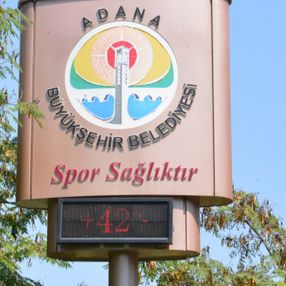 ADANA
BÜYÜKŞEHİR BELEDİYESİ
Spor Sağlıktır
+42